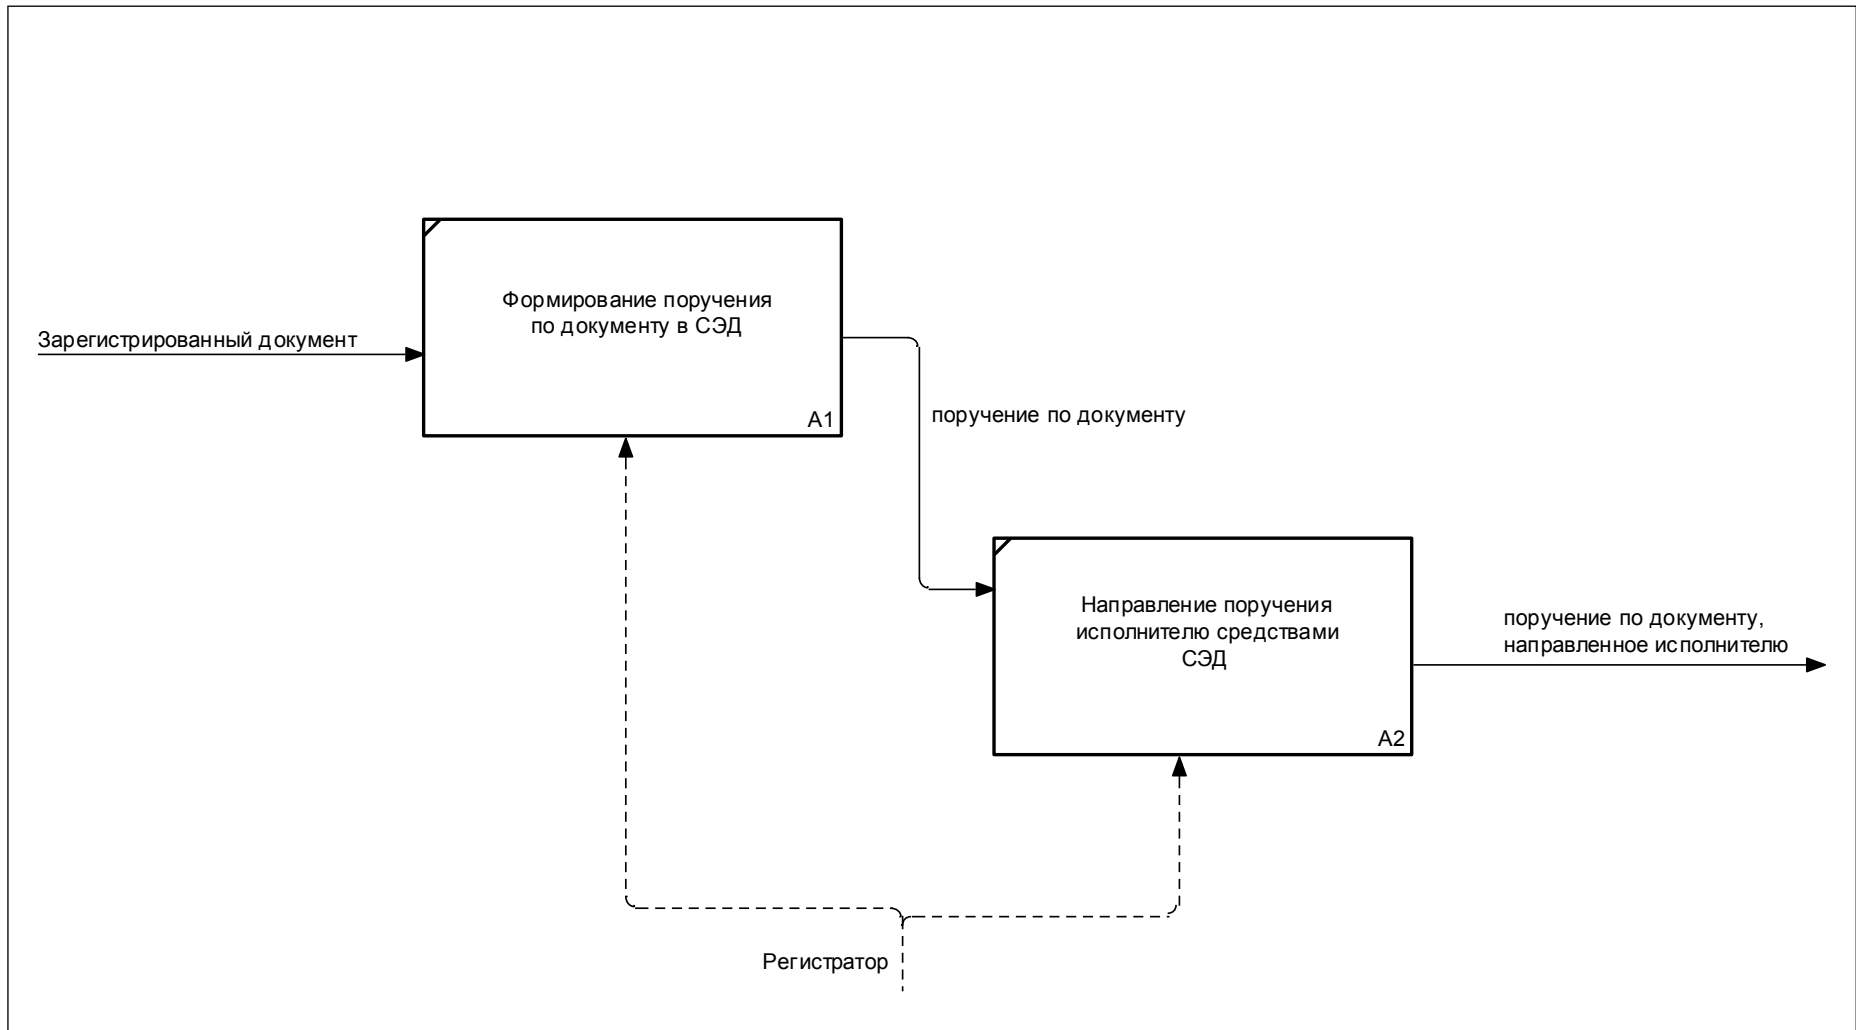 Формирование поручения
по документу в СЭД
Зарегистрированный документ
A1
поручение по документу
Направление поручения
исполнителю средствами
СЭД
поручение по документу,
направленное исполнителю
A2
Регистратор